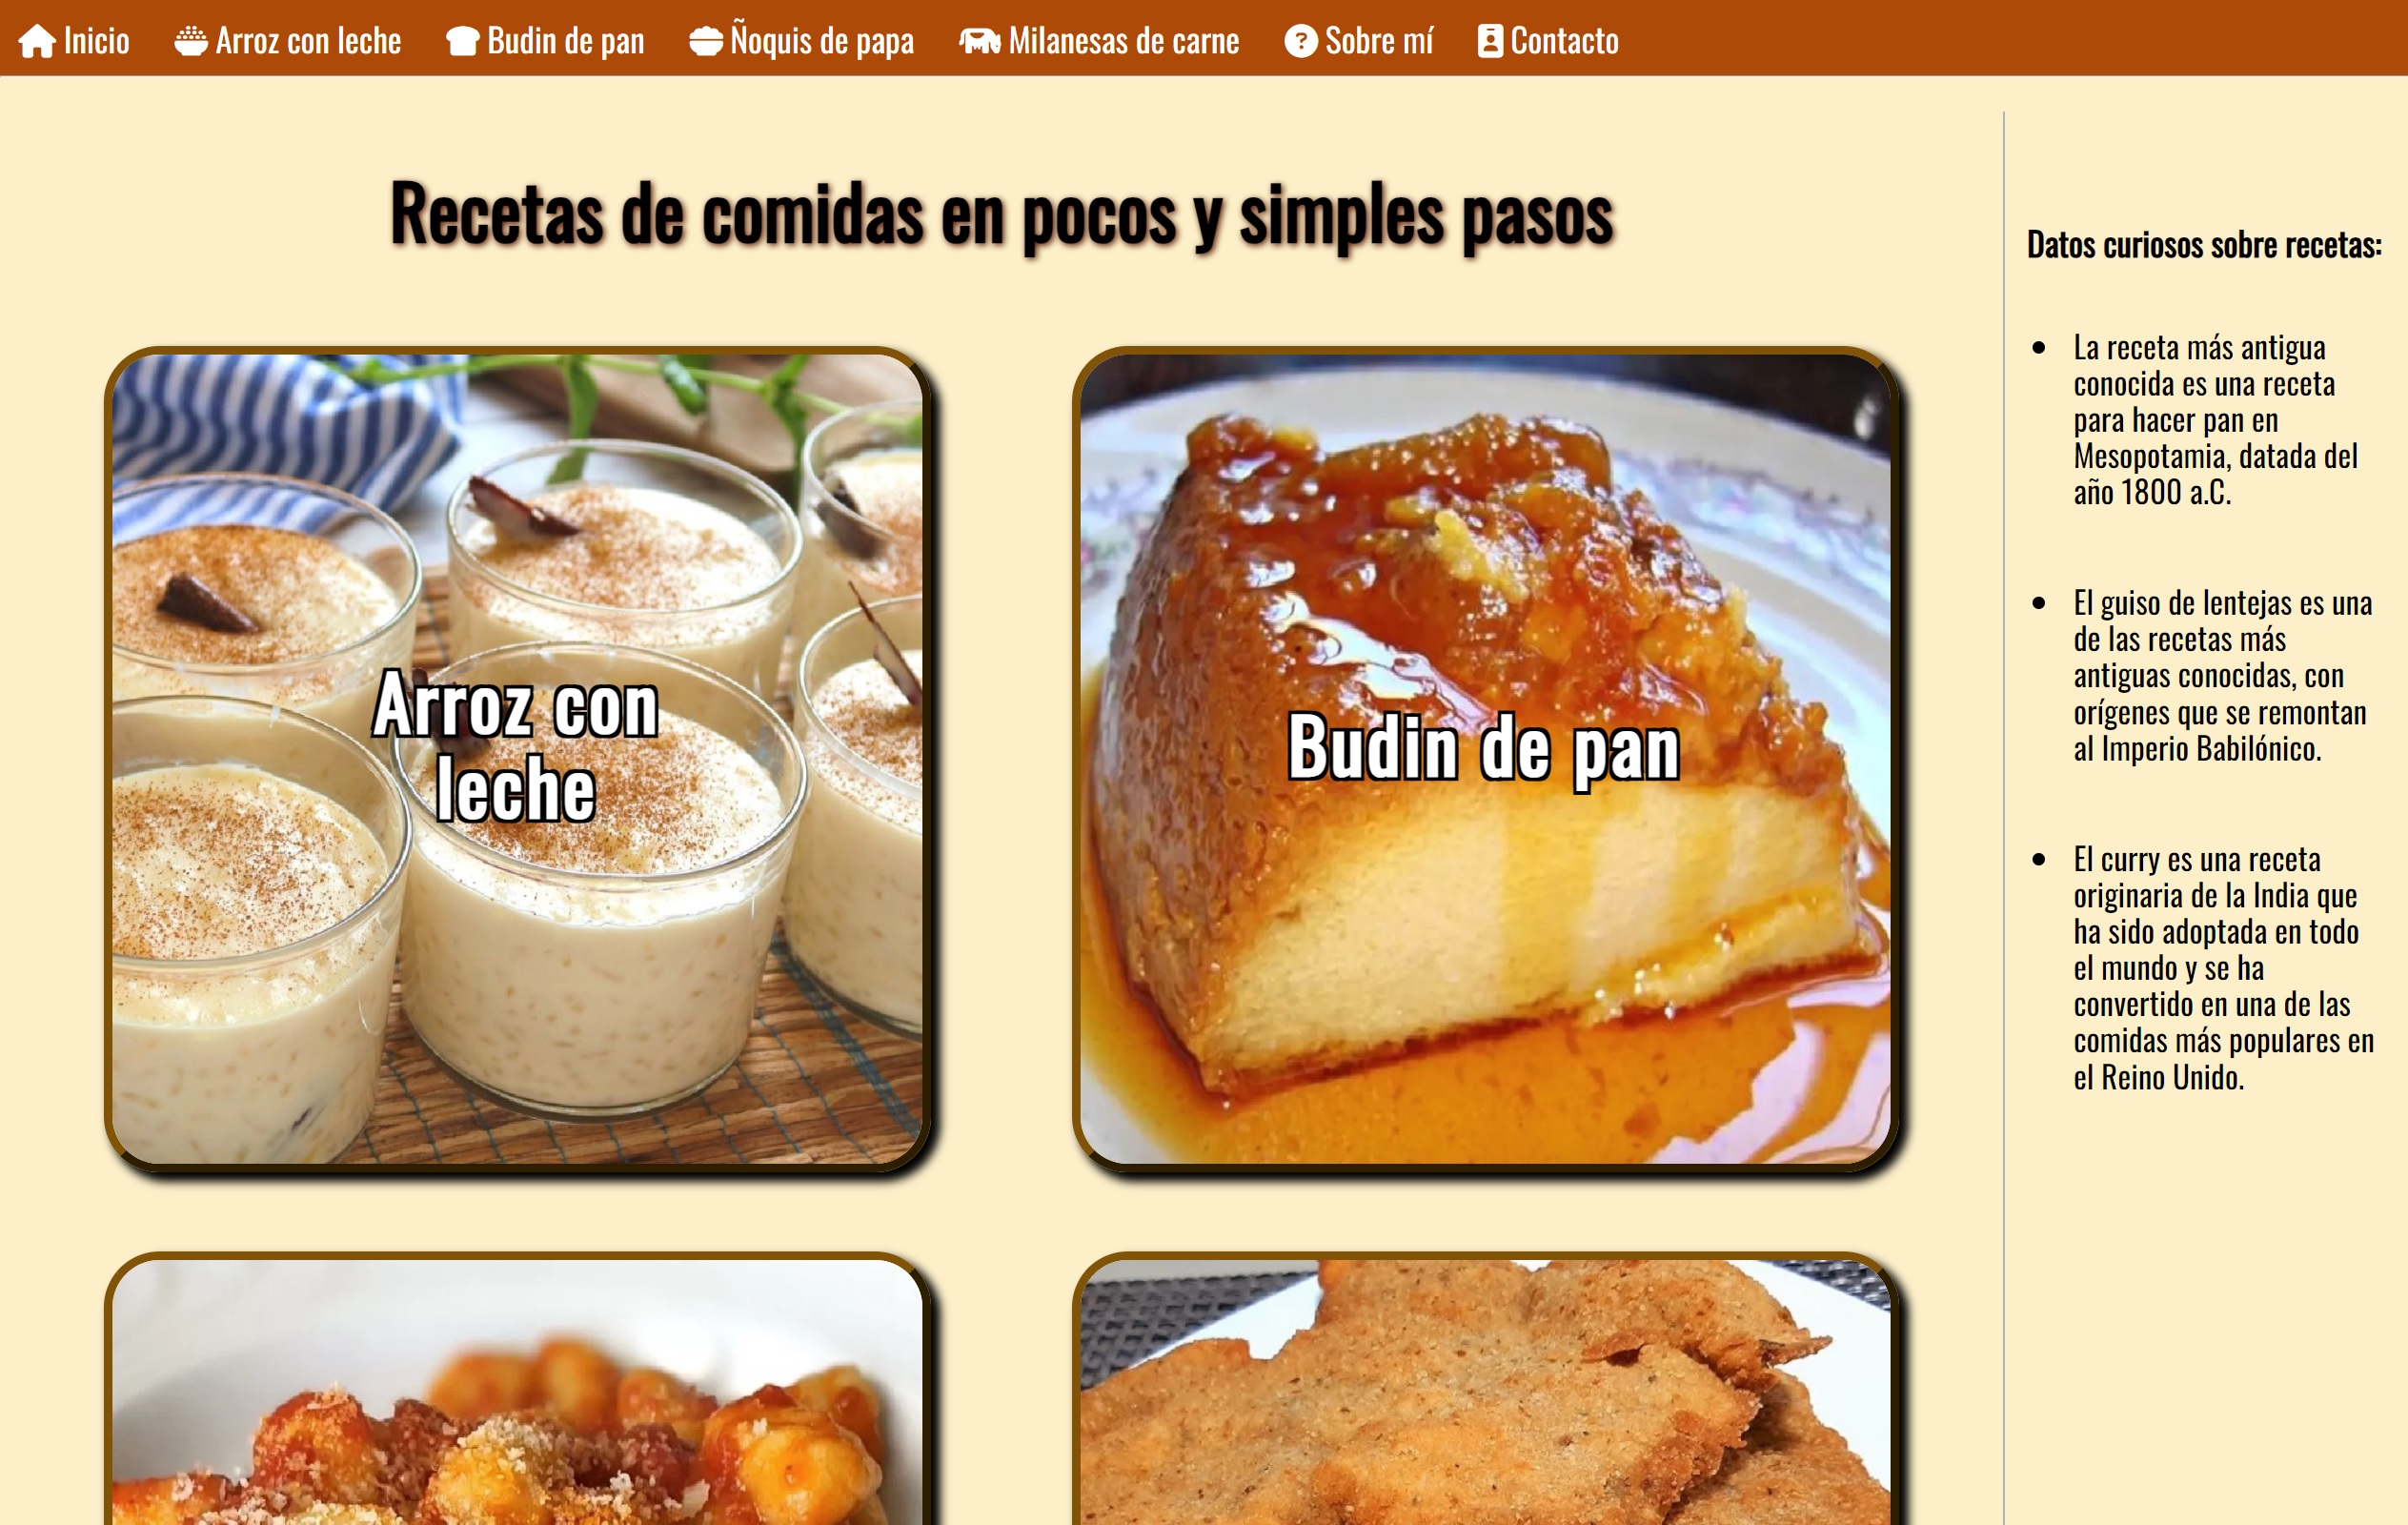 Inicio Arroz con leche Budin de pan Ñoquis de papa Milanesas de carne Sobre mí Contacto
Recetas de comidas en pocos y simples pasos
Arroz con
leche
Budin de pan
Datos curiosos sobre recetas:
La receta más antigua
conocida es una receta
para hacer pan en
Mesopotamia, datada del
año 1800 a.C.
El guiso de lentejas es una
de las recetas más
antiguas conocidas, con
orígenes que se remontan
al Imperio Babilónico.
El curry es una receta
originaria de la India que
ha sido adoptada en todo
el mundo y se ha
convertido en una de las
comidas más populares en
el Reino Unido.